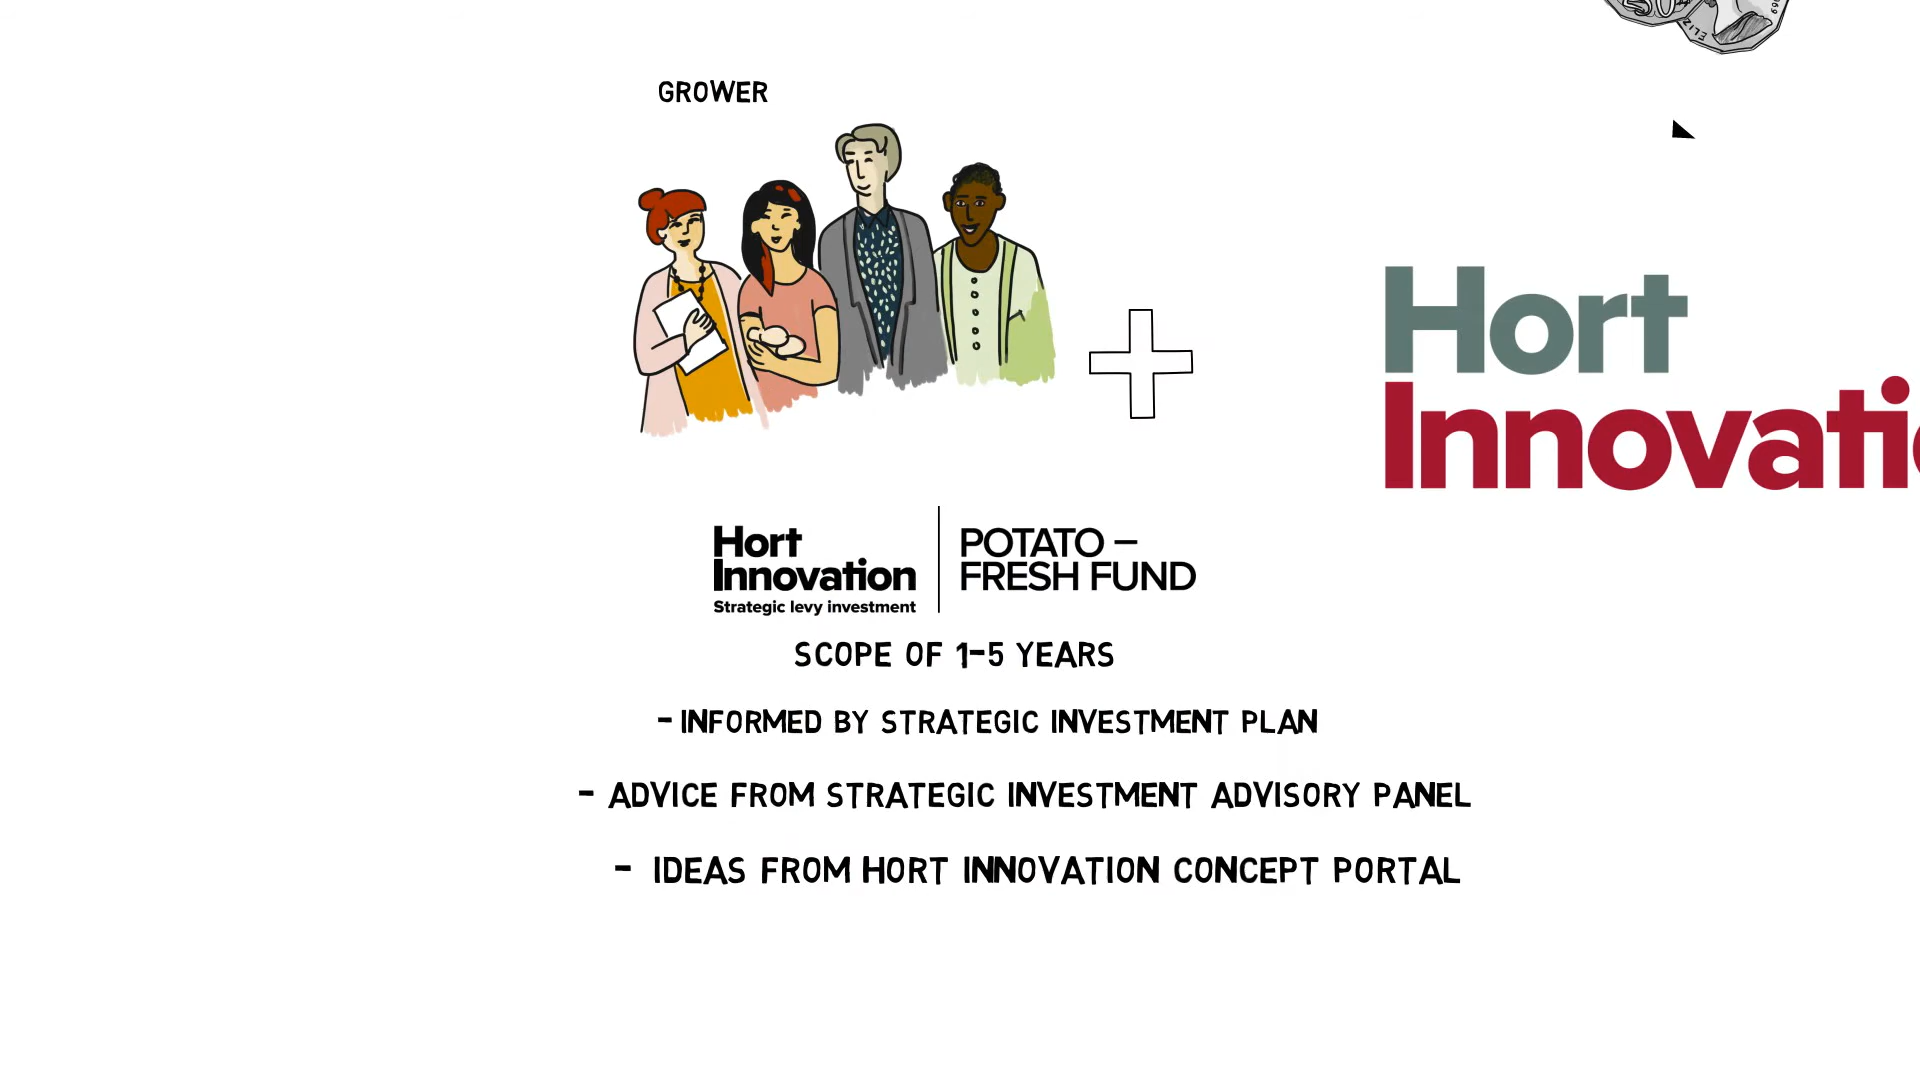 GROWER
Hort
Innovati
Hort
Innovation
Strategic levy investment
POTATO –
FRESH FUND
SCOPE OF 1-5 YEARS
- INFORMED BY STRATEGIC INVESTMENT PLAN
- ADVICE FROM STRATEGIC INVESTMENT ADVISORY PANEL
- IDEAS FROM HORT INNOVATION CONCEPT PORTAL